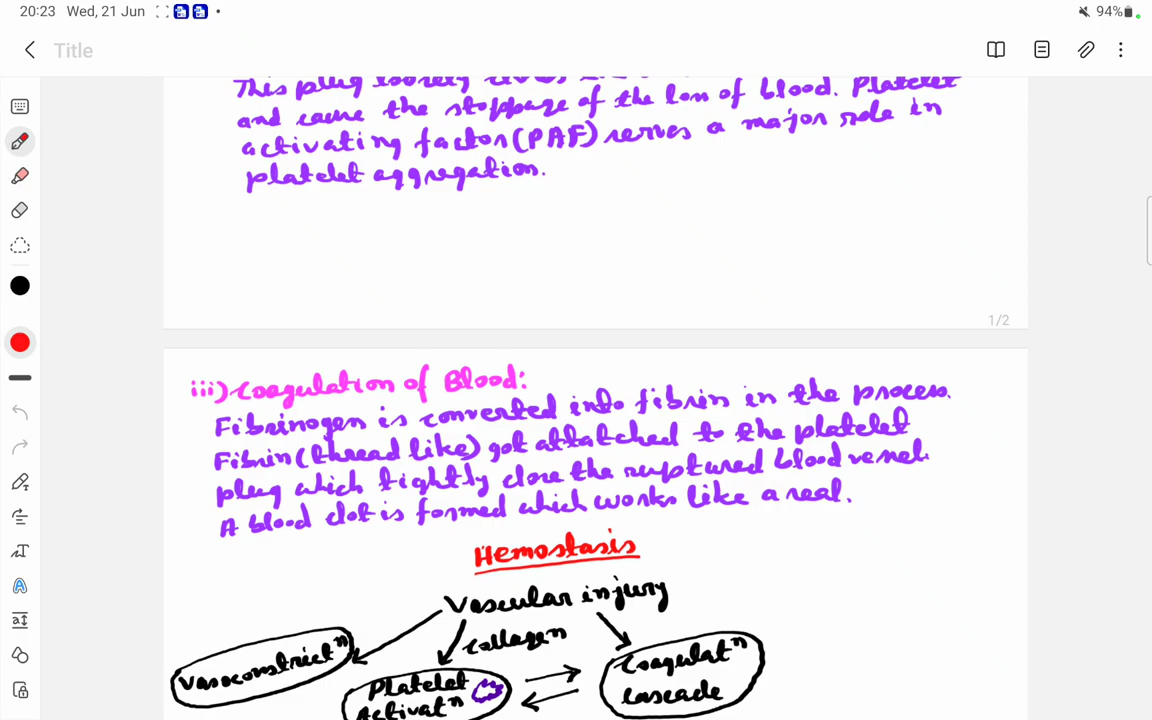 20:23 Wed, 21 Jun
94%
Title
This plug loosely
and cause the stoppage of the loss of blood. Platelet
activating factor(PAF) serves a major role in
platelet aggregation.
1/2
iii) Coagulation of Blood:
Fibrinogen is converted into fibrin in the process.
Fibrin (thread like) got attatched to the platelet
plug which tightly close the ruptured blood vessel.
A blood clot is formed which works like a seal.
Hemostasis
Vascular injury
collagen
Vasoconstrictⁿ
Coagulatⁿ
Platelet
cascade
Activatⁿ